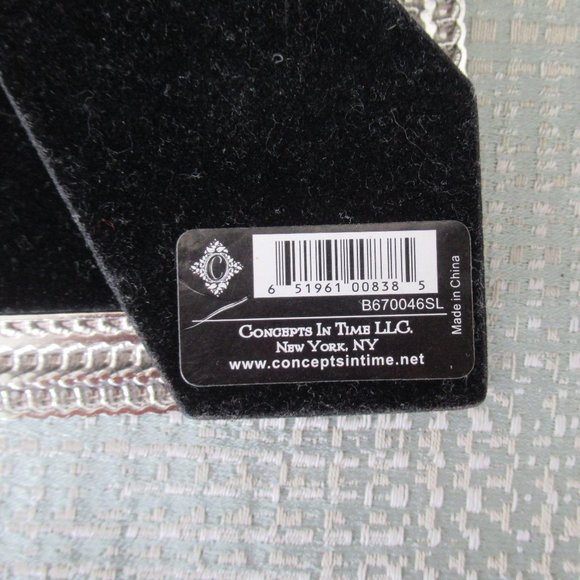 C
6 51961 00838 5
B670046SL
Made in China
CONCEPTS IN TIME LLC.
NEW YORK, NY
www.conceptsintime.net